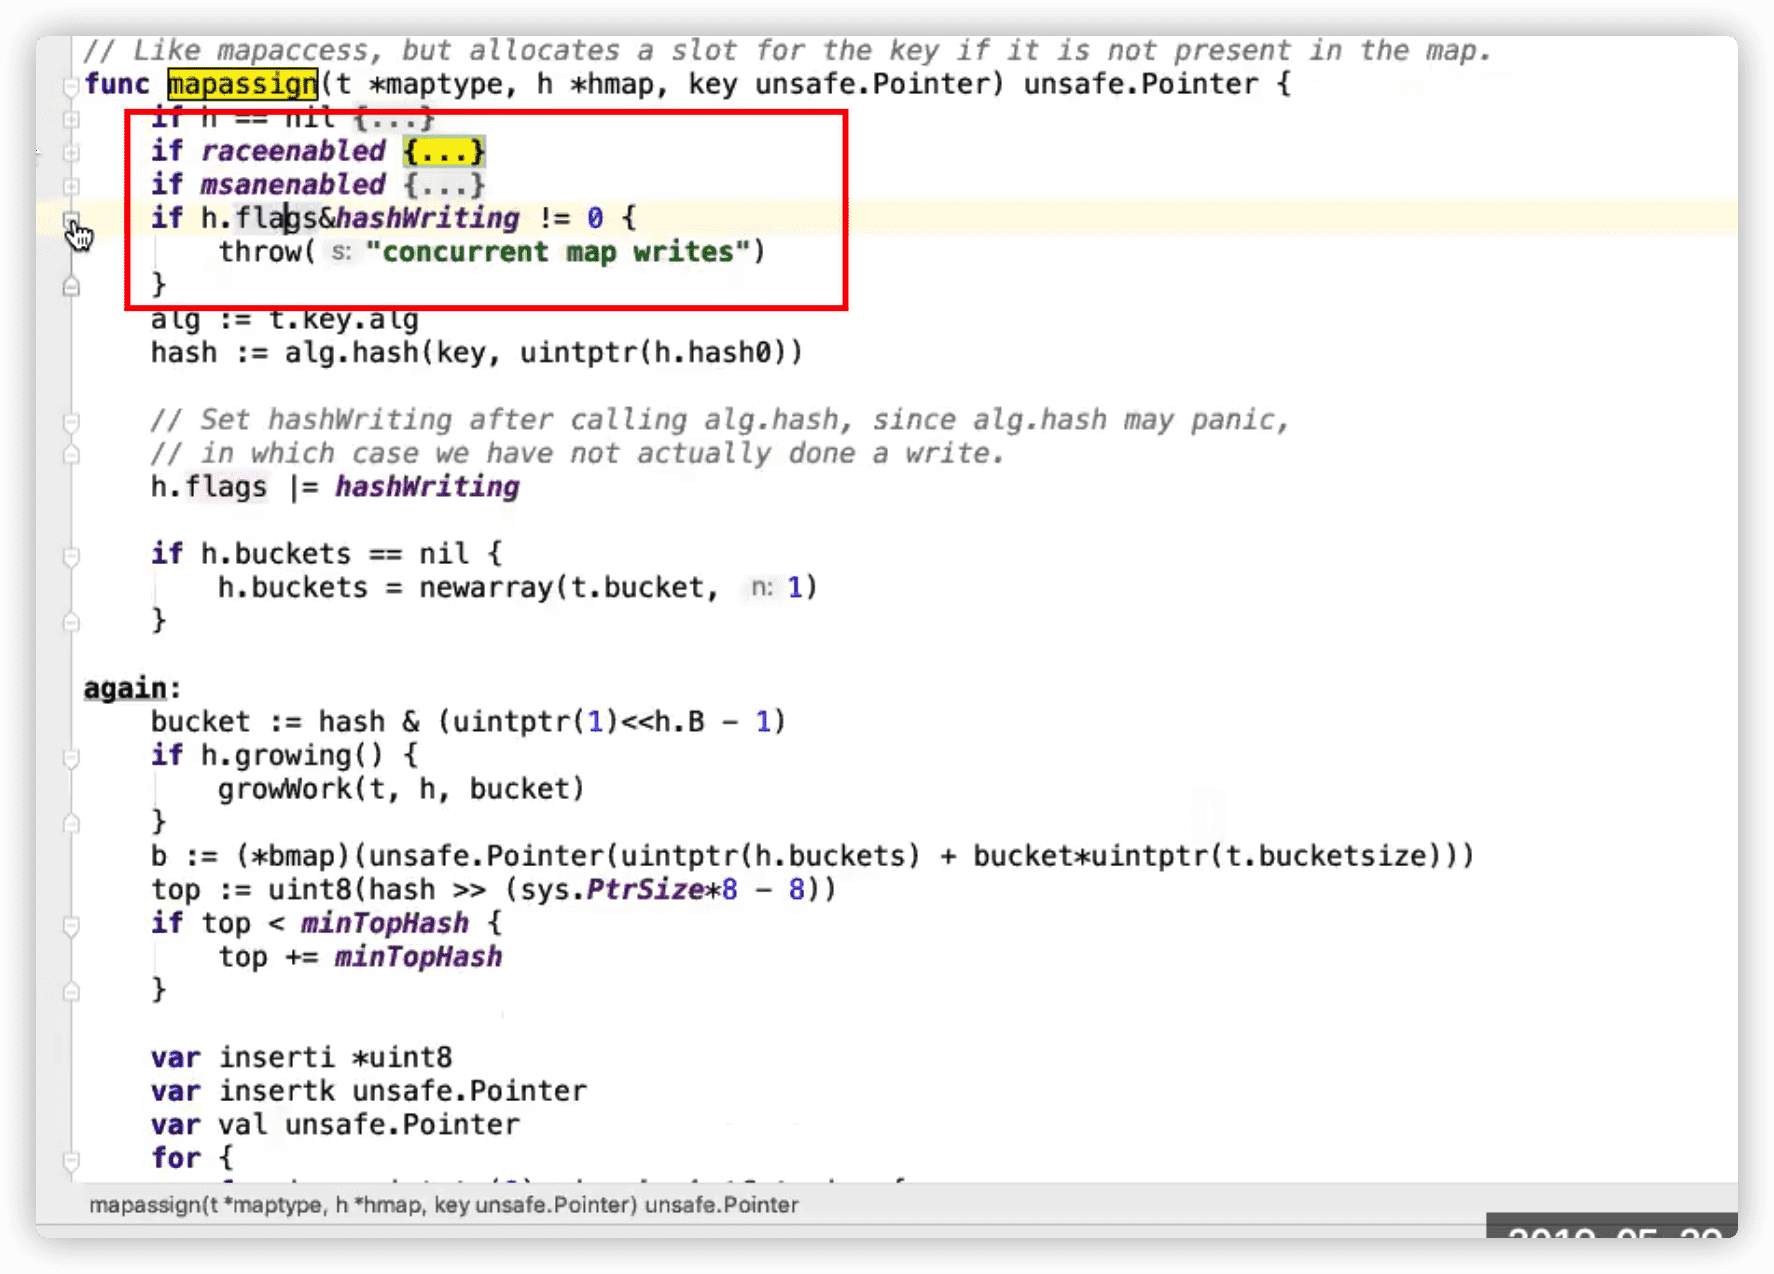 // Like mapaccess, but allocates a slot for the key if it is not present in the map.
func mapassign(t *maptype, h *hmap, key unsafe.Pointer) unsafe.Pointer {
if h == nil {...}
if raceenabled {...}
if msanenabled {...}
if h.flags&hashWriting != 0 {
throw( s: "concurrent map writes")
}
alg := t.key.alg
hash := alg.hash(key, uintptr(h.hash0))
// Set hashWriting after calling alg.hash, since alg.hash may panic,
// in which case we have not actually done a write.
h.flags |= hashWriting
if h.buckets == nil {
h.buckets = newarray(t.bucket, n: 1)
}
again:
bucket := hash & (uintptr(1)<<h.B - 1)
if h.growing() {
growWork(t, h, bucket)
}
b := (*bmap)(unsafe.Pointer(uintptr(h.buckets) + bucket*uintptr(t.bucketsize)))
top := uint8(hash >> (sys.PtrSize*8 - 8))
if top < minTopHash {
top += minTopHash
}
var inserti *uint8
var insertk unsafe.Pointer
var val unsafe.Pointer
for {
mapassign(t *maptype, h *hmap, key unsafe.Pointer) unsafe.Pointer